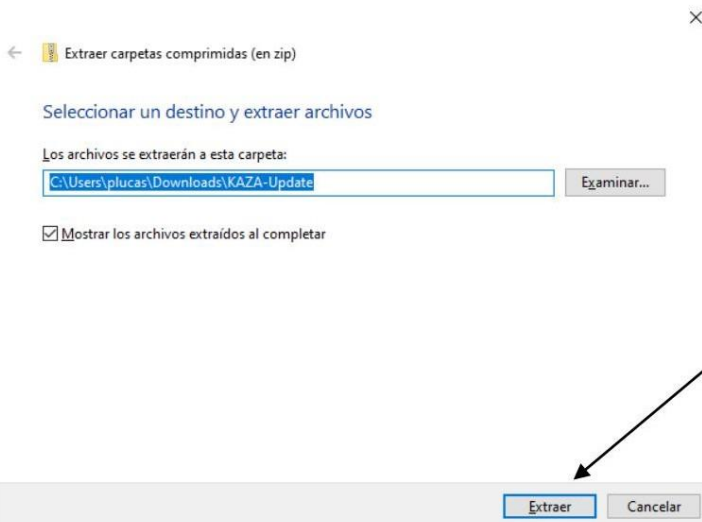 Extraer carpetas comprimidas (en zip)
Seleccionar un destino y extraer archivos
Los archivos se extraerán a esta carpeta:
C:\Users\plucas\Downloads\KAZA-Update
Examinar...
Mostrar los archivos extraídos al completar
Extraer
Cancelar